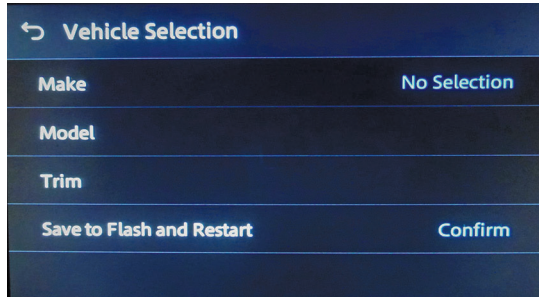 Vehicle Selection
Make No Selection
Model
Trim
Save to Flash and Restart Confirm